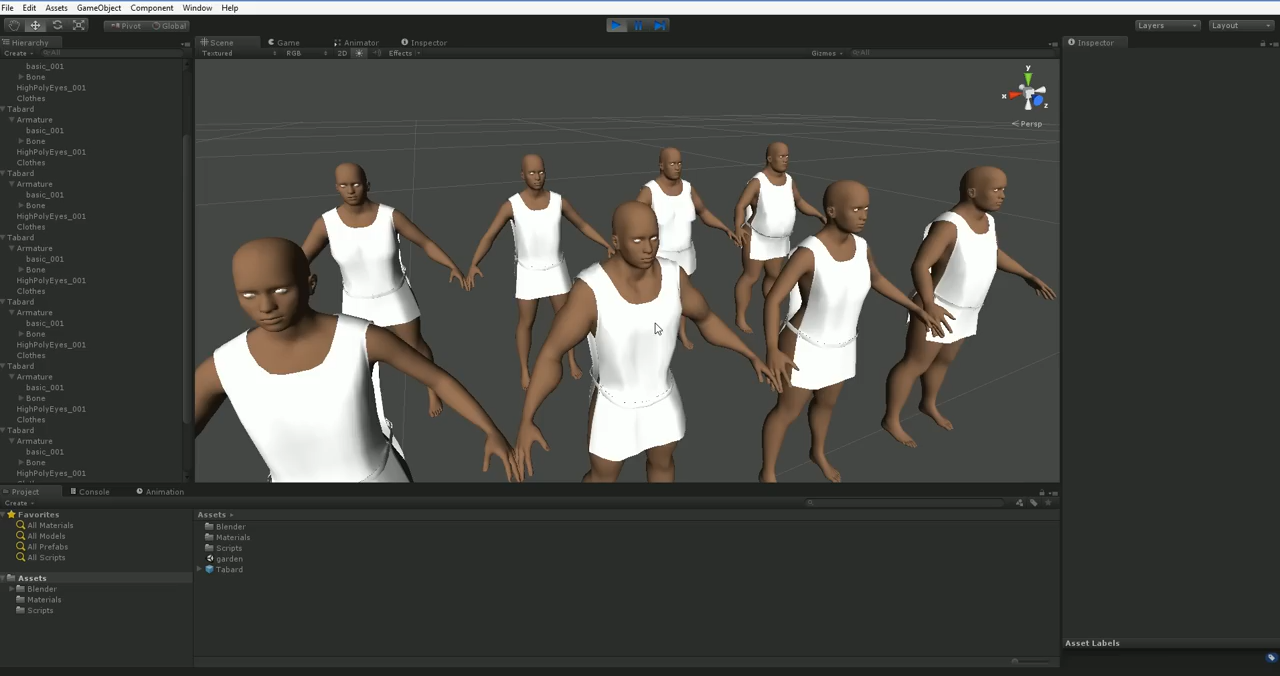 File Edit Assets GameObject Component Window Help
Pivot Global Layers Layout
Hierarchy Scene Game Animator Inspector Inspector
Create All Textured RGB 2D Effects Gizmos All
basic_001
Bone
HighPolyEyes_001
Clothes
Tabard
Armature
basic_001
Bone
HighPolyEyes_001
Clothes
Tabard
Armature
basic_001
Bone
HighPolyEyes_001
Clothes
Tabard
Armature
basic_001
Bone
HighPolyEyes_001
Clothes
Tabard
Armature
basic_001
Bone
HighPolyEyes_001
Clothes
Tabard
Armature
basic_001
Bone
HighPolyEyes_001
Clothes
Tabard
Armature
basic_001
Bone
HighPolyEyes_001
y
x
z
Persp
Project Console Animation
Create
Favorites
All Materials
All Models
All Prefabs
All Scripts
Assets
Blender
Materials
Scripts
Assets
Blender
Materials
Scripts
garden
Tabard
Asset Labels